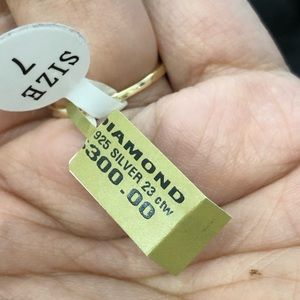 SIZE
7
DIAMOND
925 SILVER 23 ctw
300.00